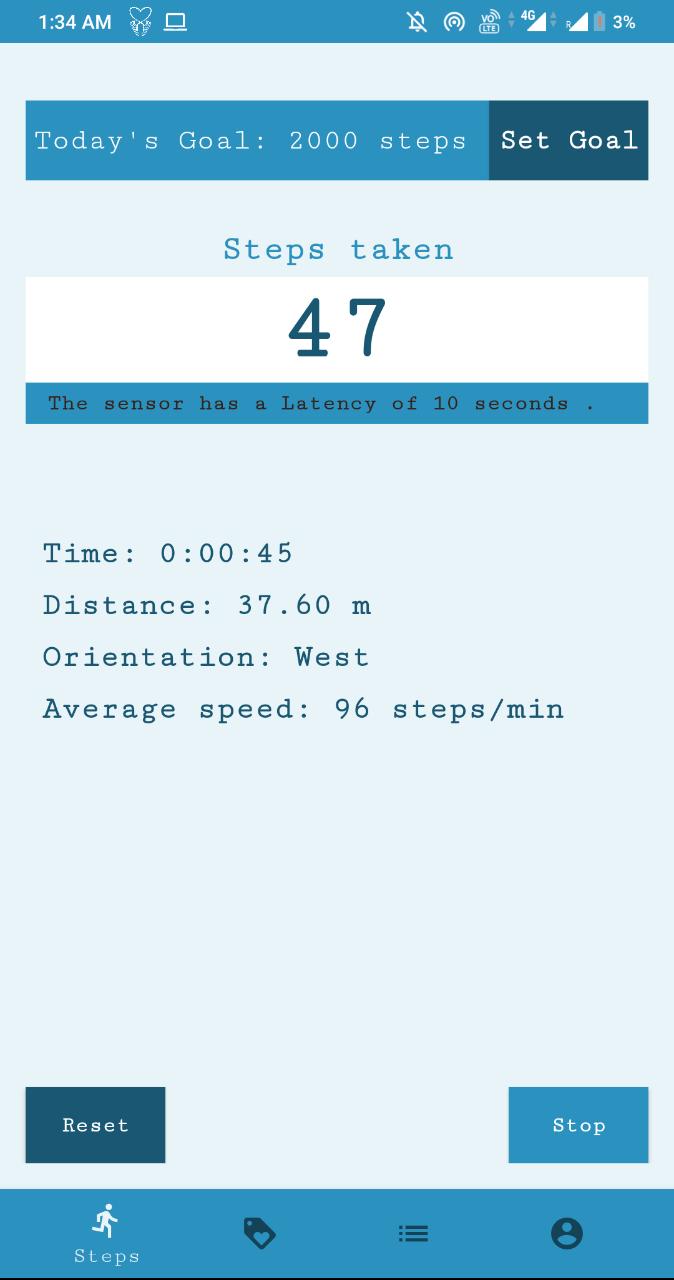 1:34 AM VO LTE 4G R 3%
Today's Goal: 2000 steps Set Goal
Steps taken
47
The sensor has a Latency of 10 seconds .
Time: 0:00:45
Distance: 37.60 m
Orientation: West
Average speed: 96 steps/min
Reset Stop
Steps